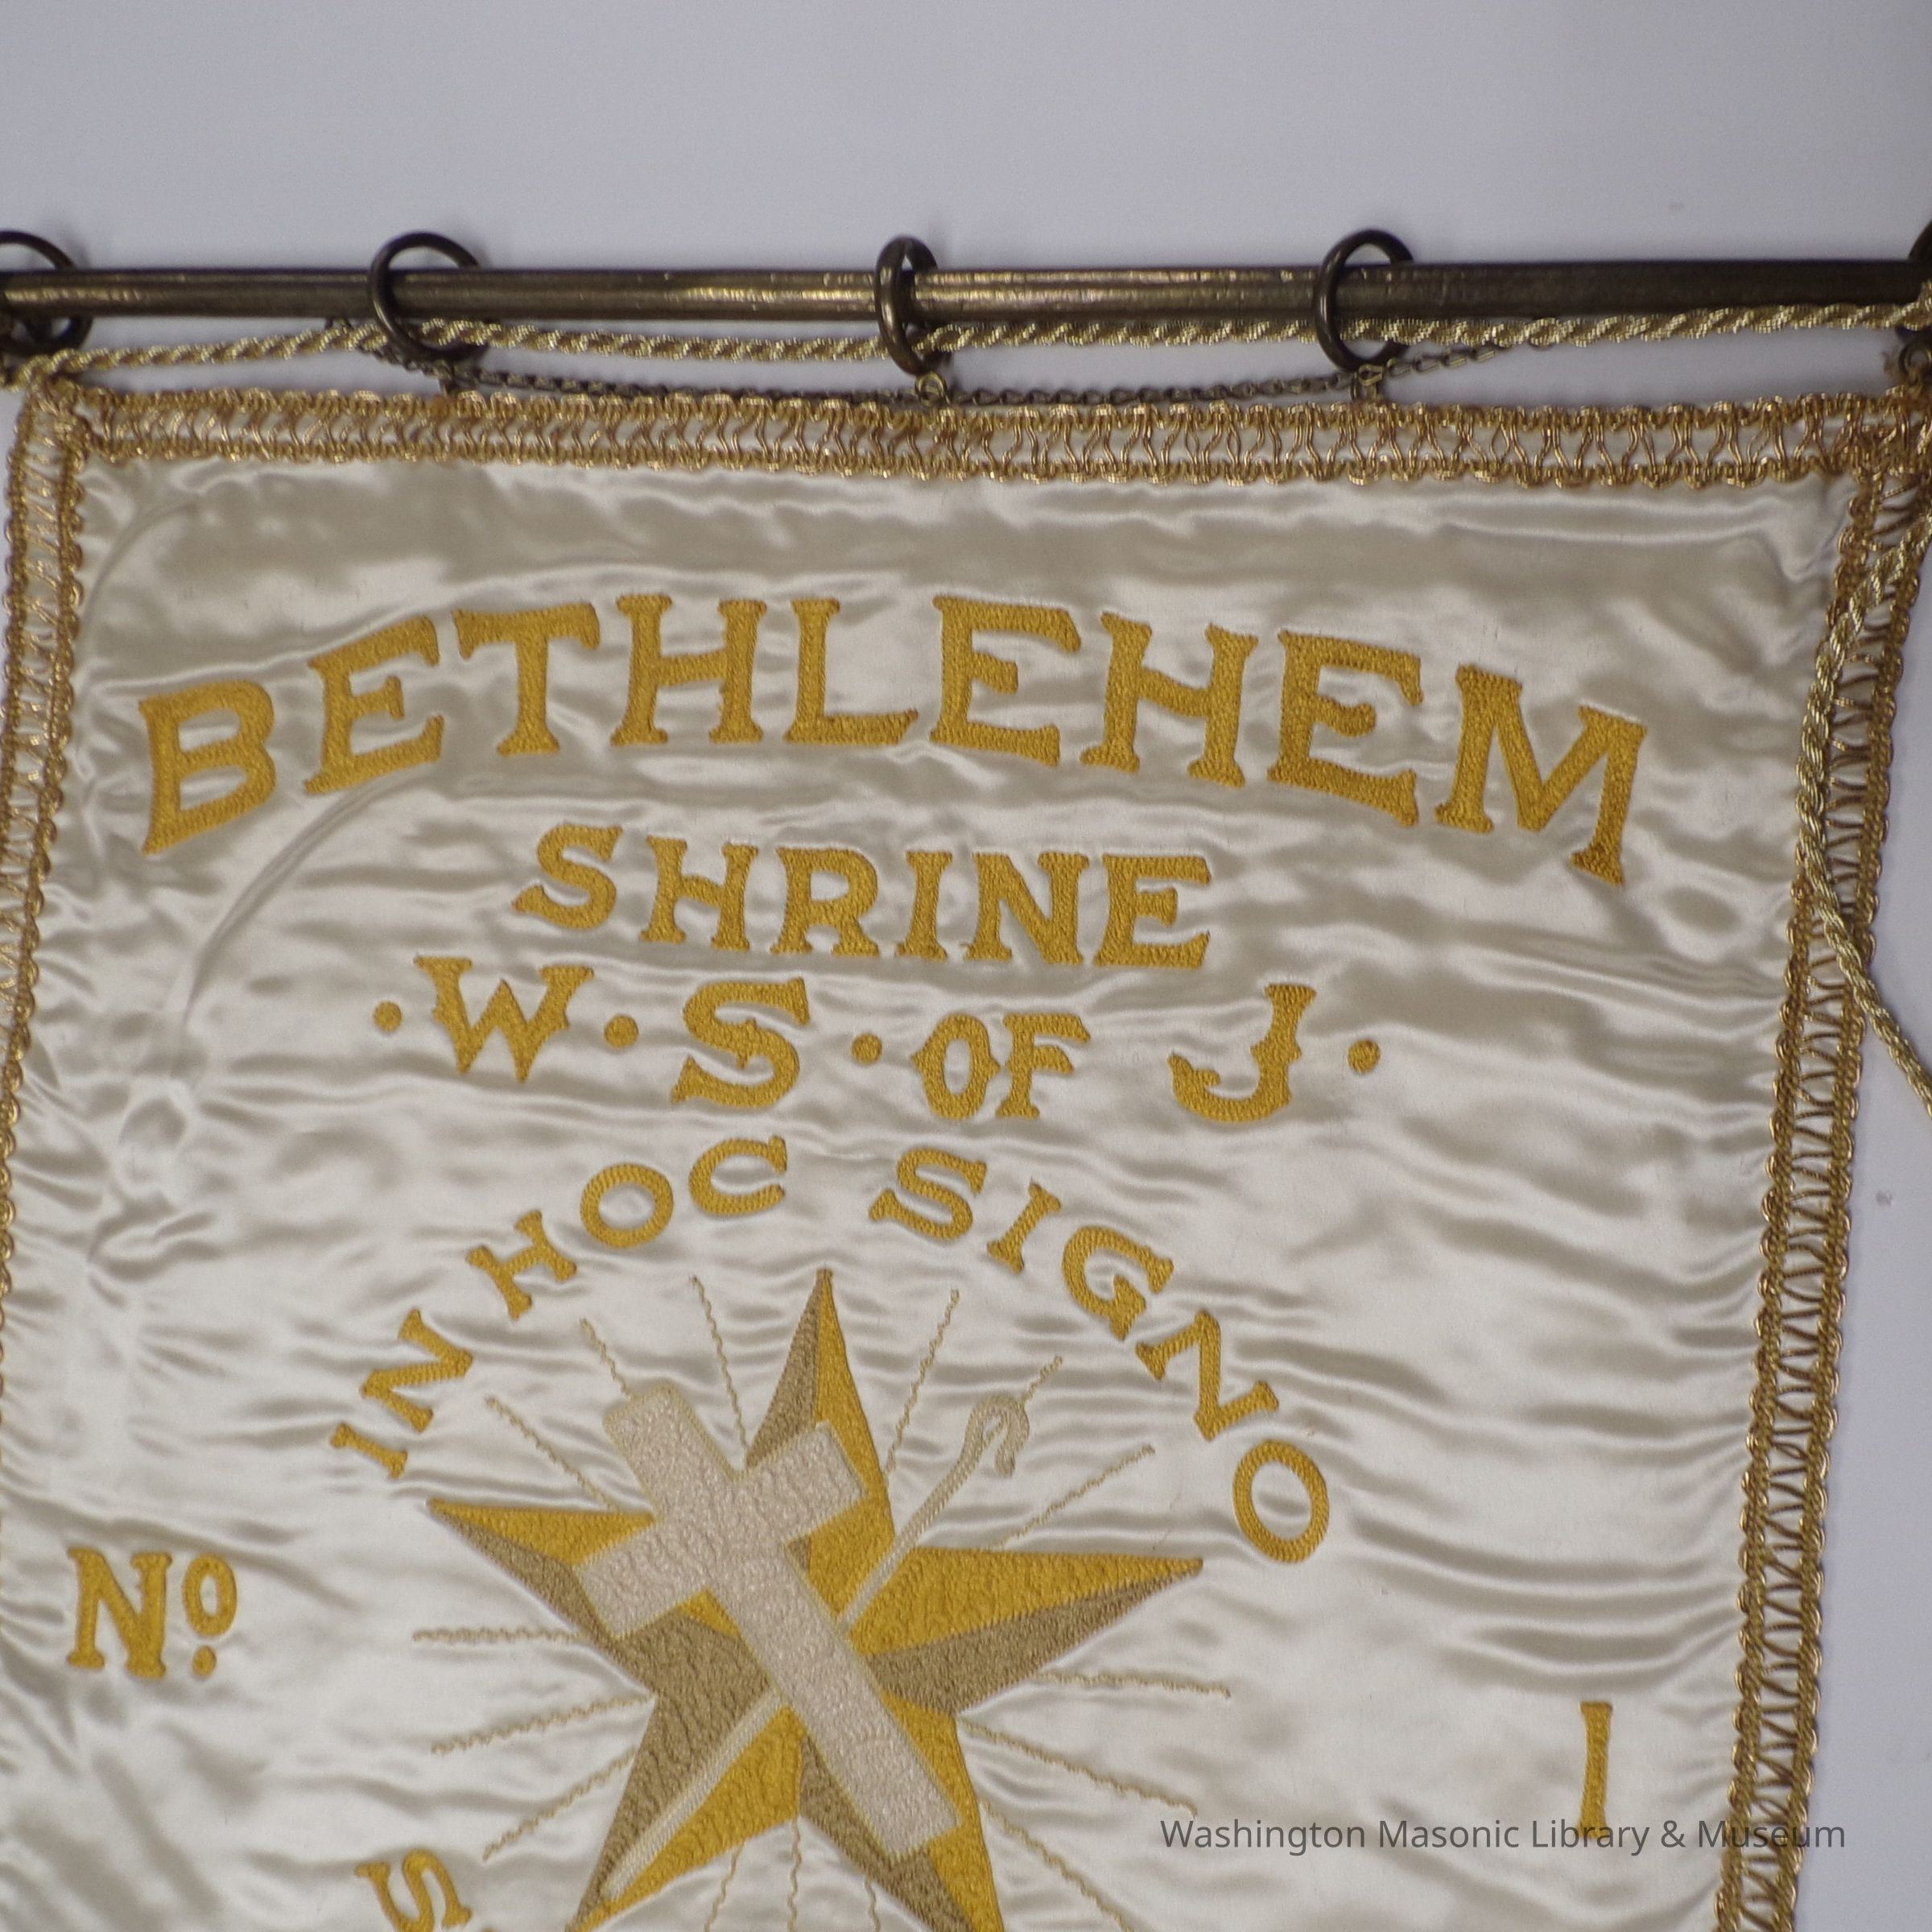 BETHLEHEM
SHRINE
·W·S·OF J·
IN HOC SIGNO
Nº 1
S
Washington Masonic Library & Museum